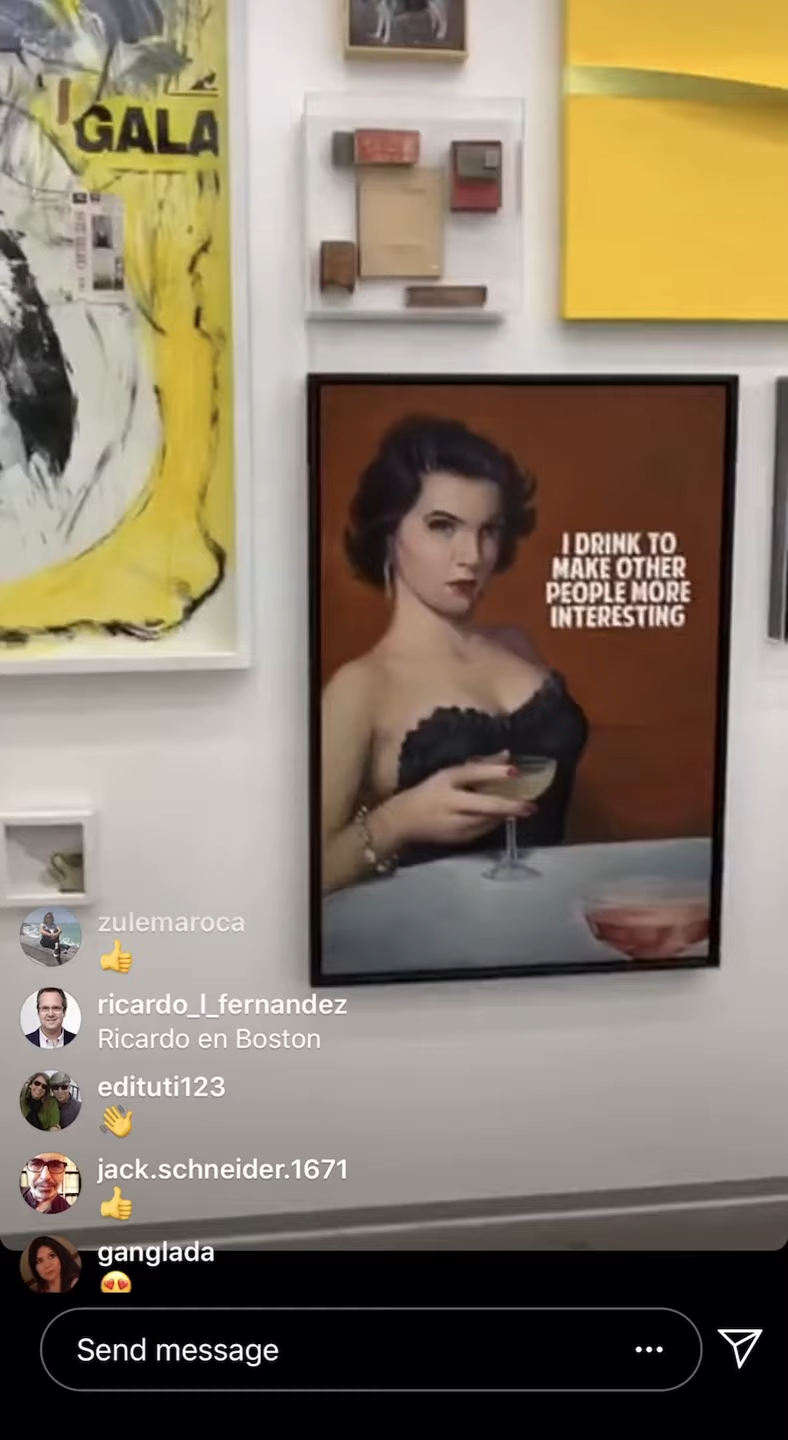 GALA
I DRINK TO
MAKE OTHER
PEOPLE MORE
INTERESTING
zulemaroca
👍
ricardo_l_fernandez
Ricardo en Boston
edituti123
👋
jack.schneider.1671
👍
ganglada
😍
Send message